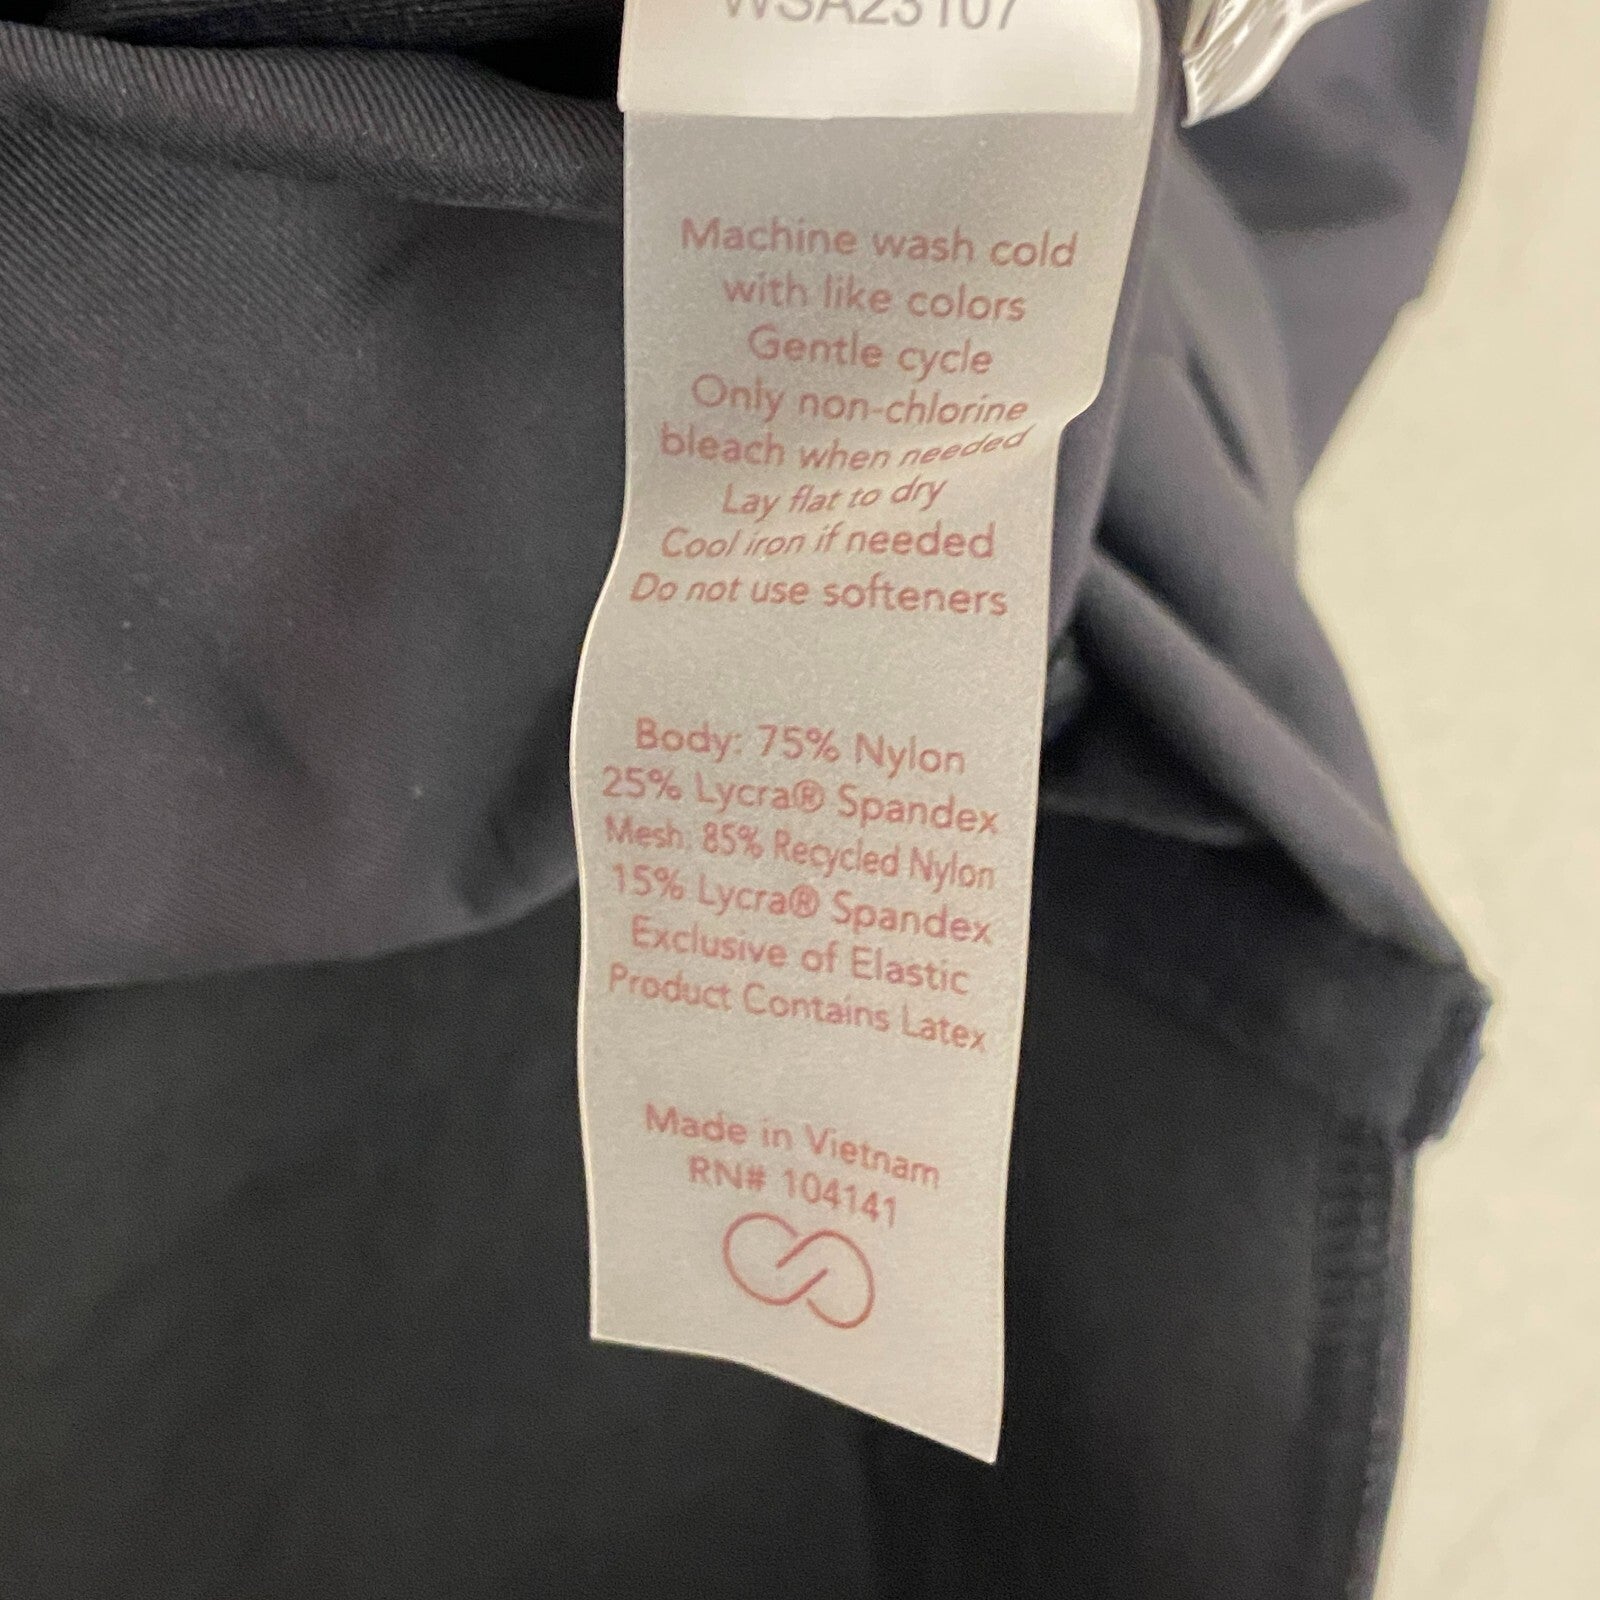 WSA23107
Machine wash cold
with like colors
Gentle cycle
Only non-chlorine
bleach when needed
Lay flat to dry
Cool iron if needed
Do not use softeners
Body: 75% Nylon
25% Lycra® Spandex
Mesh: 85% Recycled Nylon
15% Lycra® Spandex
Exclusive of Elastic
Product Contains Latex
Made in Vietnam
RN# 104141